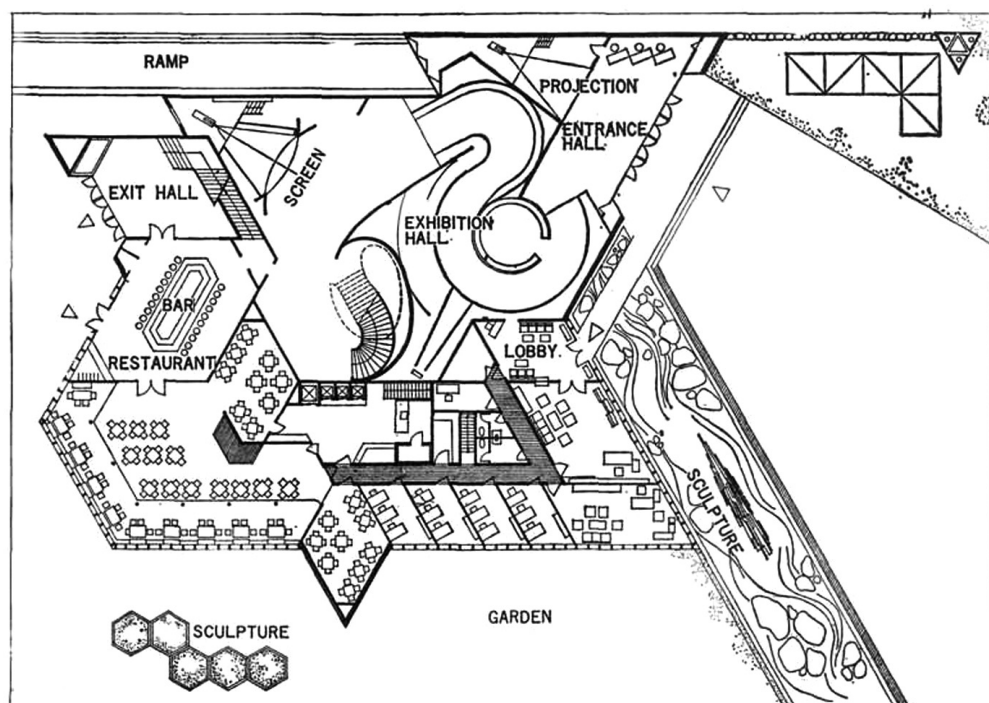 RAMP
PROJECTION
ENTRANCE
HALL
SCREEN
EXIT HALL
EXHIBITION
HALL
BAR
RESTAURANT
LOBBY
SCULPTURE
SCULPTURE
GARDEN